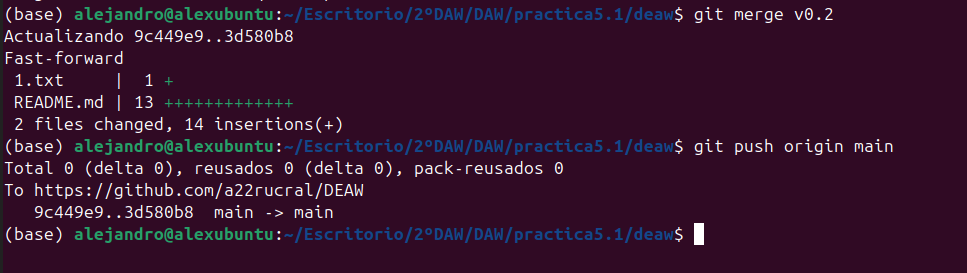 (base) alejandro@alexubuntu:~/Escritorio/2ºDAW/DAW/practica5.1/deaw$ git merge v0.2
Actualizando 9c449e9..3d580b8
Fast-forward
 1.txt     |  1 +
 README.md | 13 +++++++++++++
 2 files changed, 14 insertions(+)
(base) alejandro@alexubuntu:~/Escritorio/2ºDAW/DAW/practica5.1/deaw$ git push origin main
Total 0 (delta 0), reusados 0 (delta 0), pack-reusados 0
To https://github.com/a22rucral/DEAW
   9c449e9..3d580b8  main -> main
(base) alejandro@alexubuntu:~/Escritorio/2ºDAW/DAW/practica5.1/deaw$